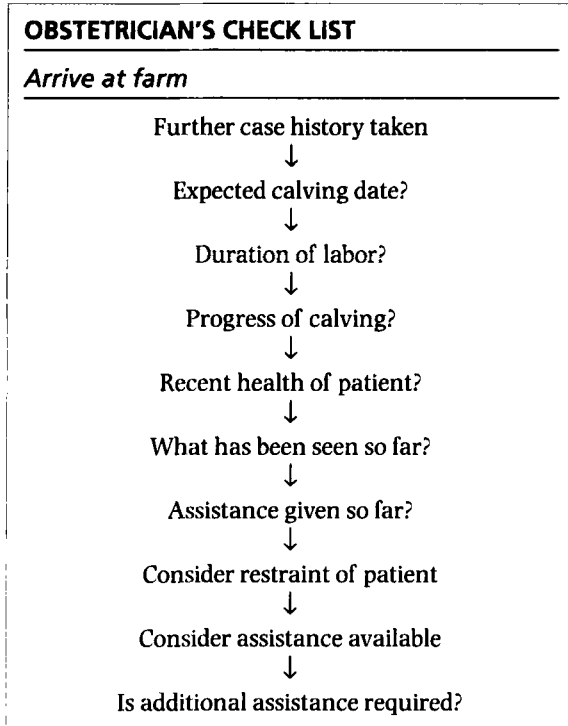 OBSTETRICIAN'S CHECK LIST
Arrive at farm
Further case history taken
↓
Expected calving date?
↓
Duration of labor?
↓
Progress of calving?
↓
Recent health of patient?
↓
What has been seen so far?
↓
Assistance given so far?
↓
Consider restraint of patient
↓
Consider assistance available
↓
Is additional assistance required?